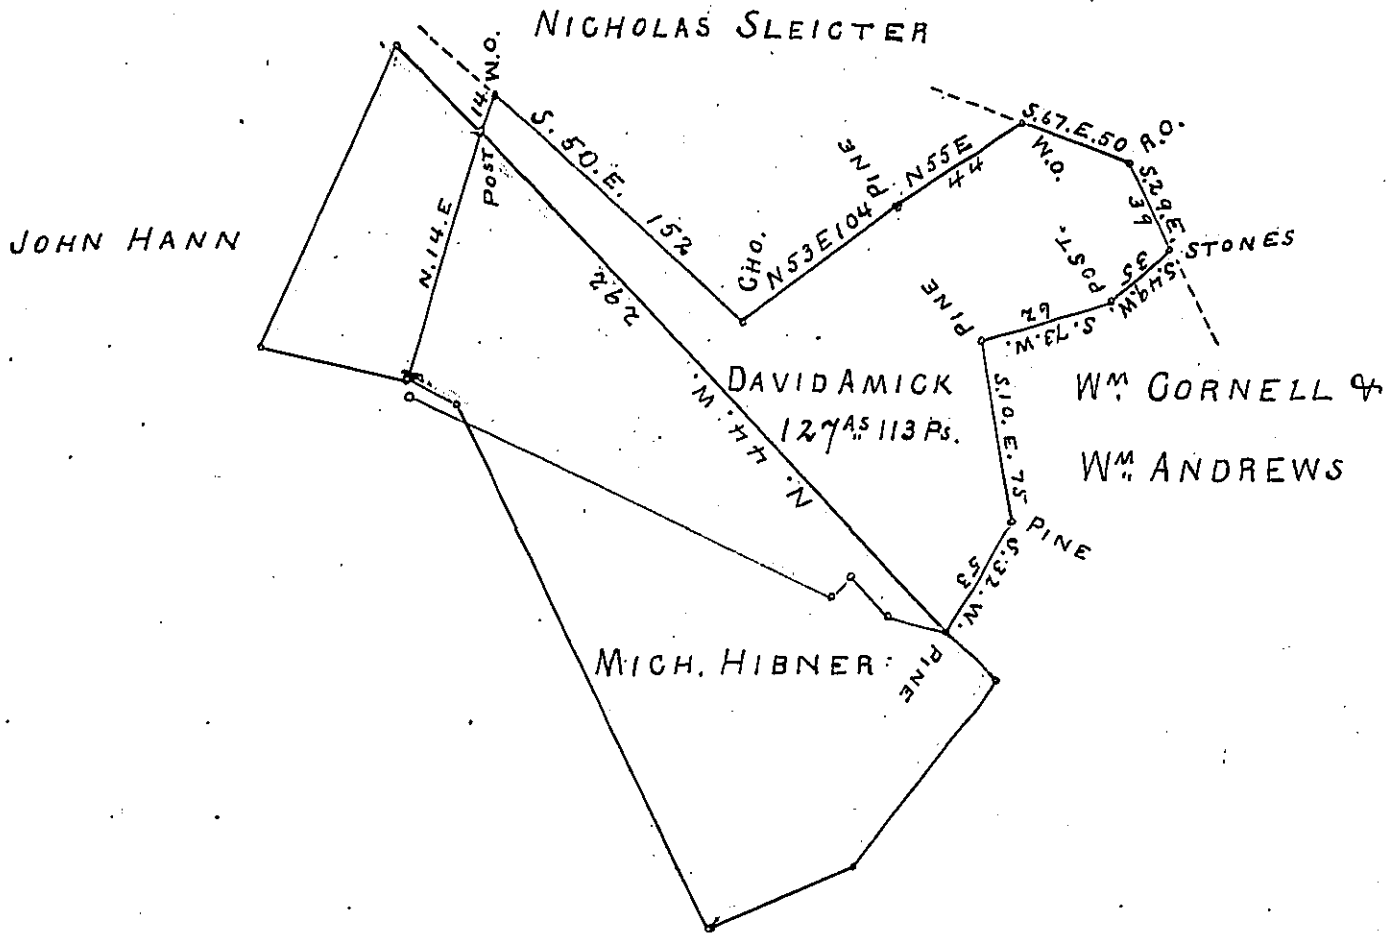 NICHOLAS SLEIGTER
14. W.O.
POST
N. 14. E
S. 50. E. 152
CHO.
N53E104
PINE
N55E
44
S. 67. E. 50
W.O.
R.O.
S. 29. E.
39
STONES
S. 49. W.
35
POST.
S. 73. W.
62
PINE
JOHN HANN
N. 44. W.
292
DAVID AMICK
127 As 113 Ps.
Wm CORNELL &
Wm ANDREWS
S. 10. E. 75
PINE
S. 32. W.
53
PINE
MICH. HIBNER